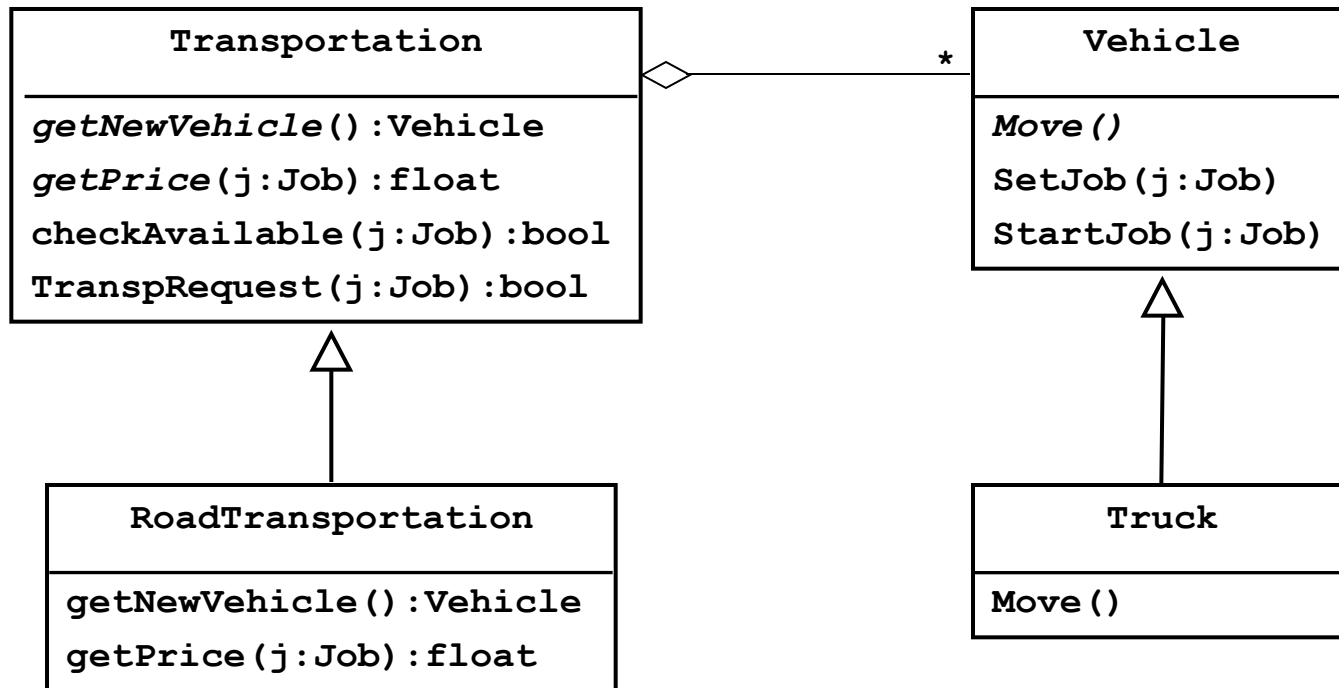 Transportation
getNewVehicle():Vehicle
getPrice(j:Job):float
checkAvailable(j:Job):bool
TranspRequest(j:Job):bool
*
Vehicle
Move()
SetJob(j:Job)
StartJob(j:Job)
RoadTransportation
getNewVehicle():Vehicle
getPrice(j:Job):float
Truck
Move()